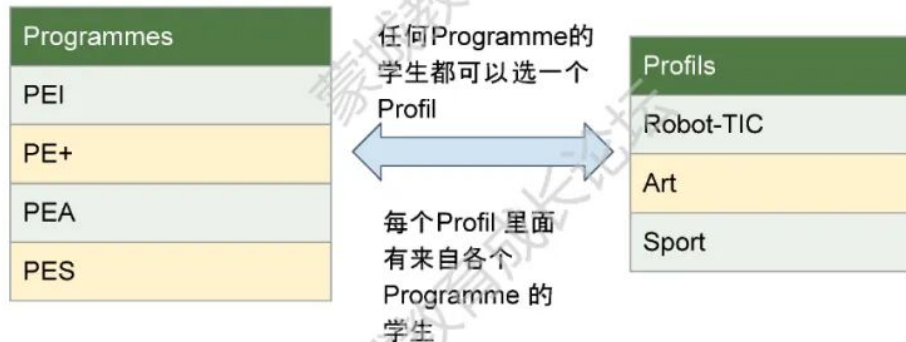 Programmes
PEI
PE+
PEA
PES
任何Programme的
学生都可以选一个
Profil
每个Profil 里面
有来自各个
Programme 的
学生
Profils
Robot-TIC
Art
Sport